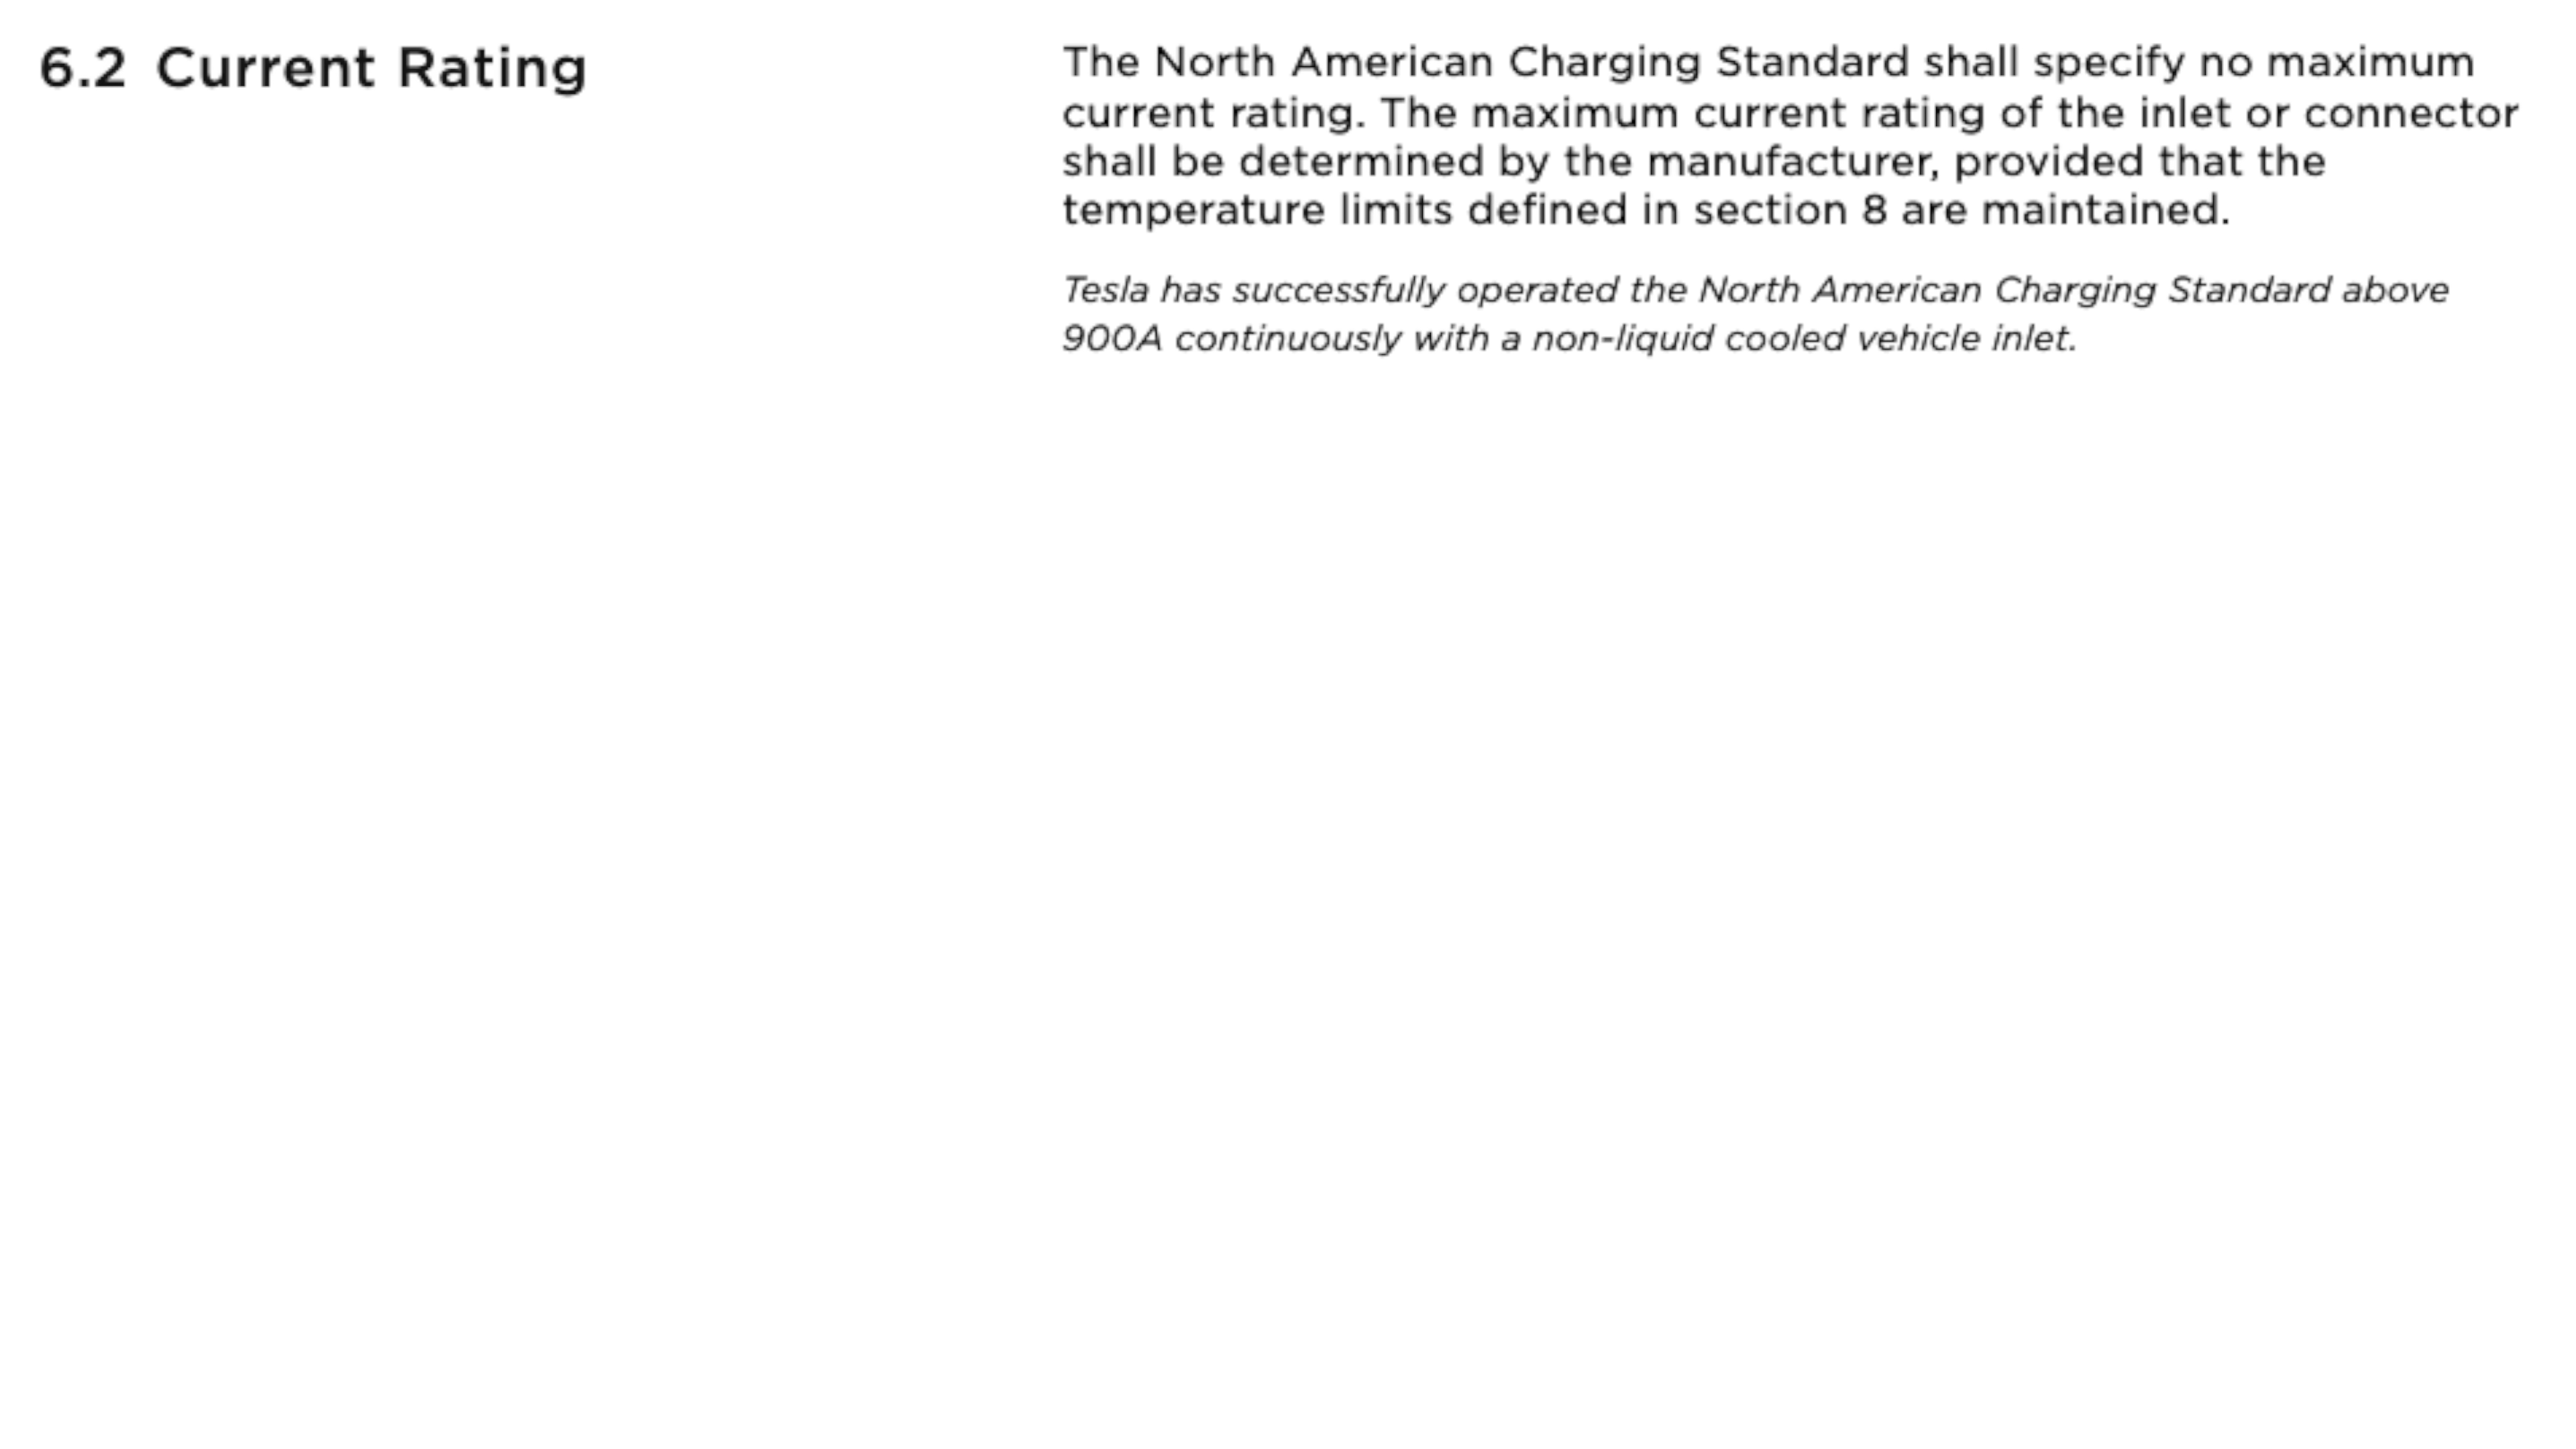 6.2 Current Rating
The North American Charging Standard shall specify no maximum
current rating. The maximum current rating of the inlet or connector
shall be determined by the manufacturer, provided that the
temperature limits defined in section 8 are maintained.
Tesla has successfully operated the North American Charging Standard above
900A continuously with a non-liquid cooled vehicle inlet.